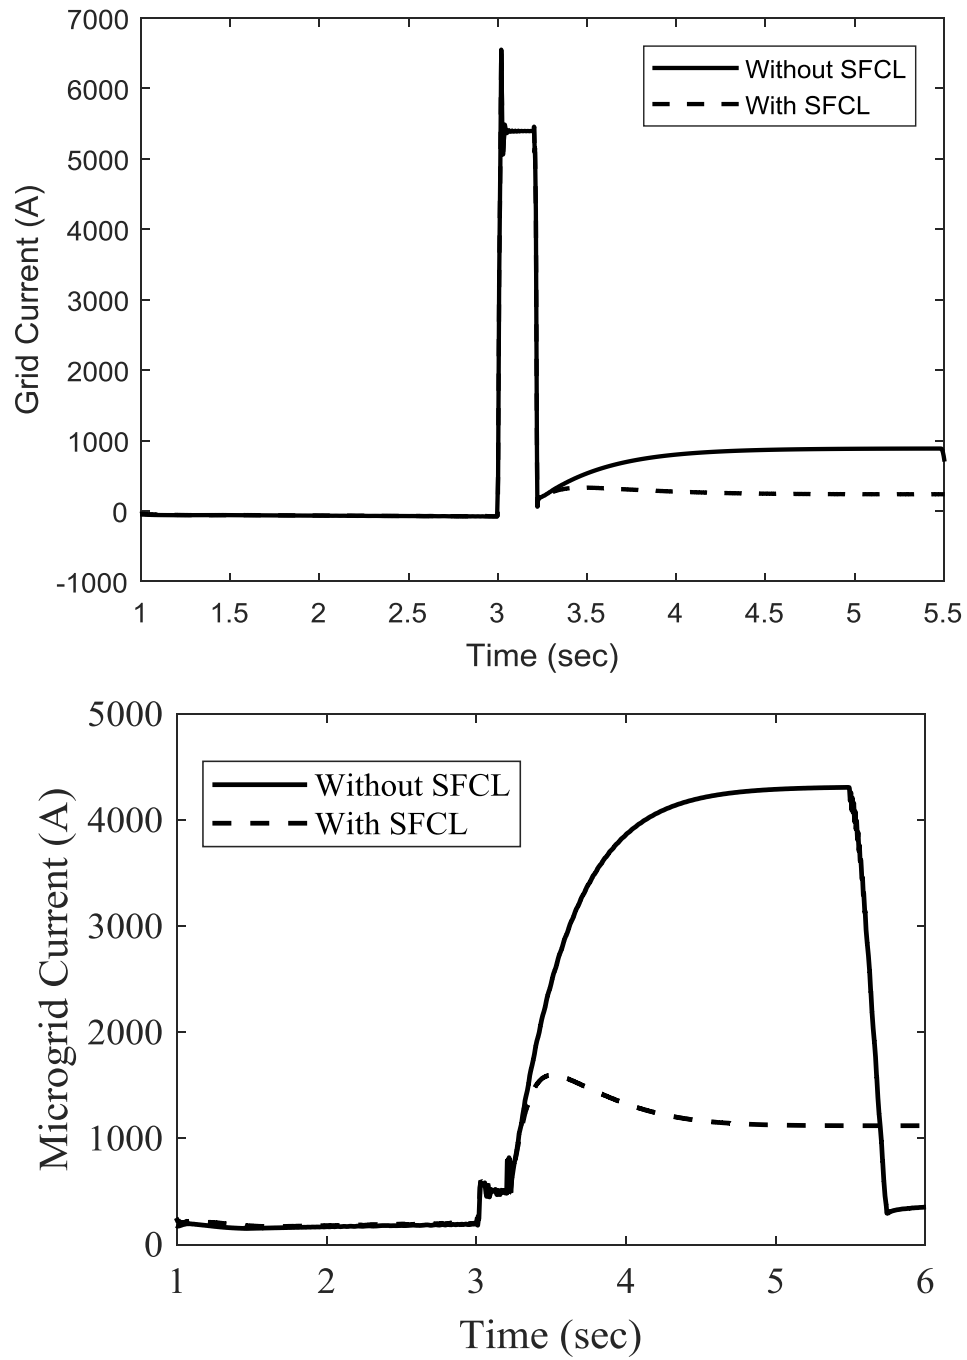 7000
6000
5000
4000
3000
2000
1000
0
-1000
Grid Current (A)
Without SFCL
With SFCL
1 1.5 2 2.5 3 3.5 4 4.5 5 5.5
Time (sec)
5000
4000
3000
2000
1000
0
Microgrid Current (A)
Without SFCL
With SFCL
1 2 3 4 5 6
Time (sec)